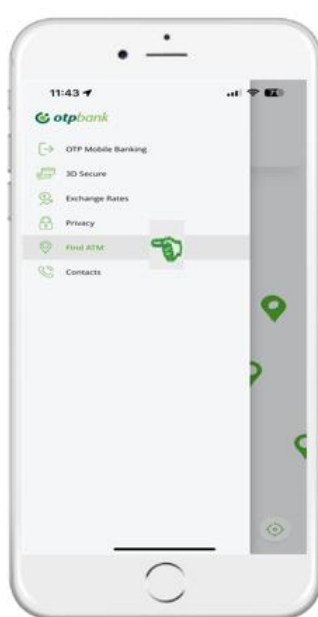 11:43
otpbank
OTP Mobile Banking
3D Secure
Exchange Rates
Privacy
Find ATM
Contacts